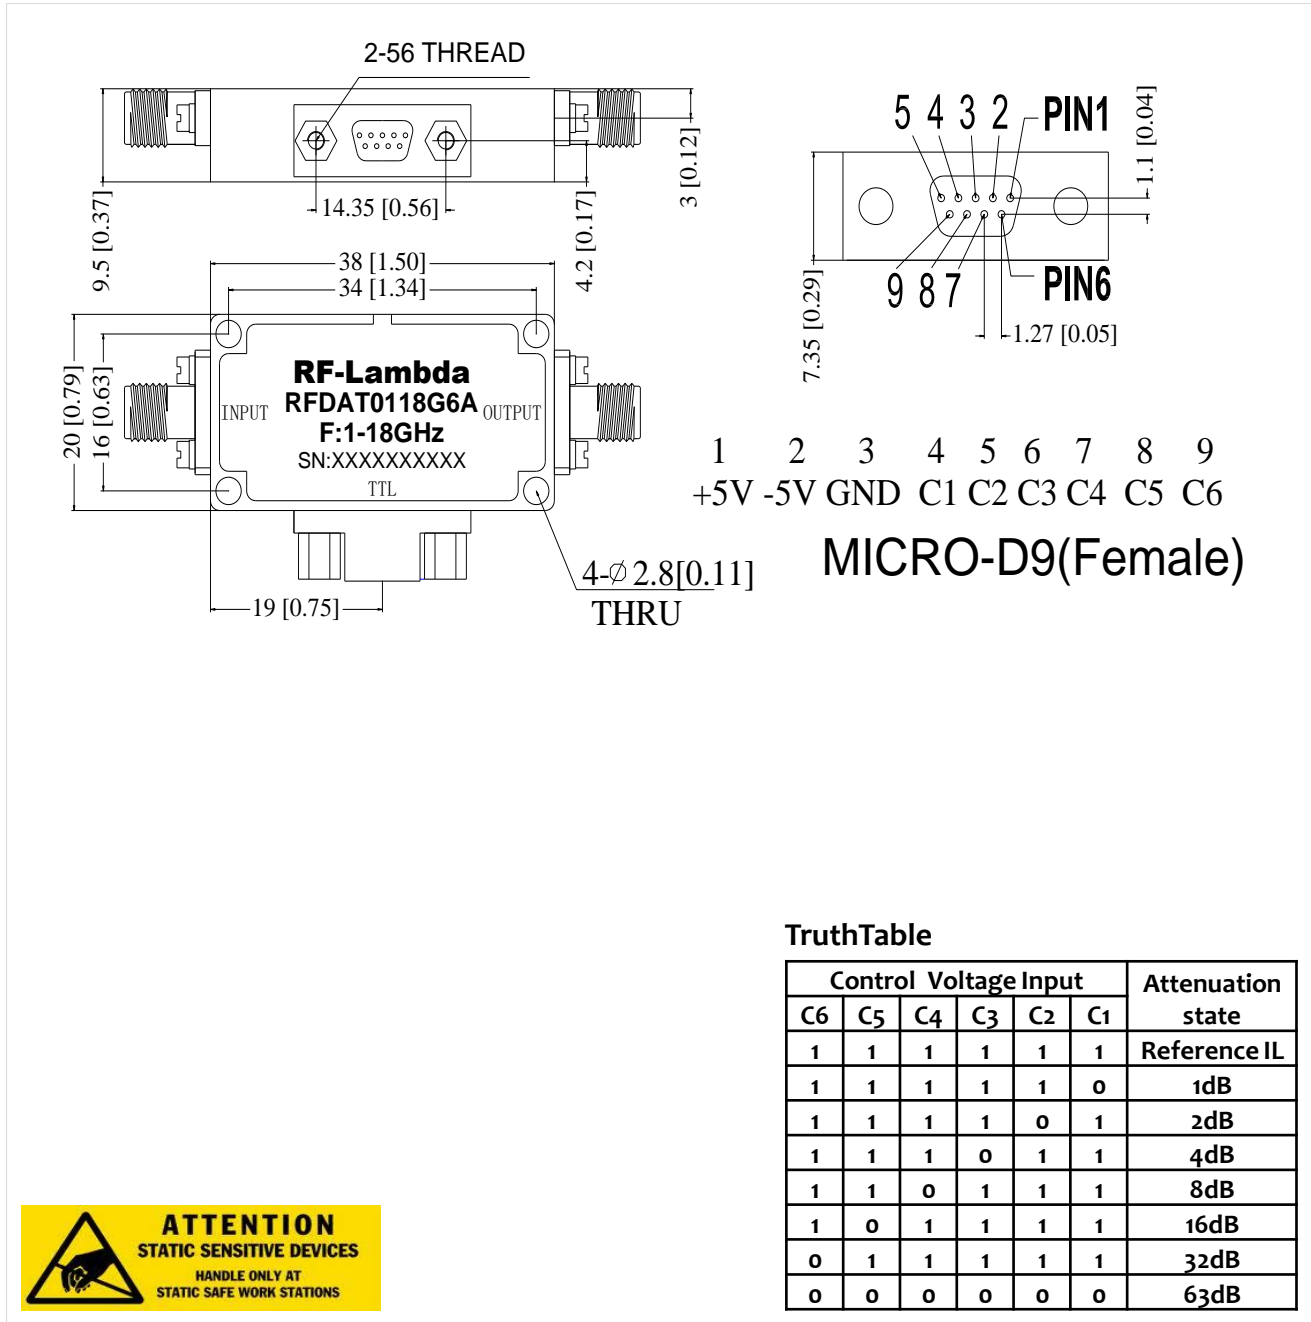 2-56 THREAD
9.5 [0.37]
14.35 [0.56]
4.2 [0.17]
3 [0.12]
5 4 3 2 PIN1
1.1 [0.04]
7.35 [0.29]
9 8 7 PIN6
1.27 [0.05]
38 [1.50]
34 [1.34]
20 [0.79]
16 [0.63]
RF-Lambda
RFDAT0118G6A
INPUT
OUTPUT
F:1-18GHz
SN:XXXXXXXXXX
TTL
19 [0.75]
4-∅ 2.8[0.11]
THRU
1 2 3 4 5 6 7 8 9
+5V -5V GND C1 C2 C3 C4 C5 C6
MICRO-D9(Female)
TruthTable
Control Voltage Input Attenuation state
C6 C5 C4 C3 C2 C1
1 1 1 1 1 1 Reference IL
1 1 1 1 1 0 1dB
1 1 1 1 0 1 2dB
1 1 1 0 1 1 4dB
1 1 0 1 1 1 8dB
1 0 1 1 1 1 16dB
0 1 1 1 1 1 32dB
0 0 0 0 0 0 63dB
ATTENTION
STATIC SENSITIVE DEVICES
HANDLE ONLY AT
STATIC SAFE WORK STATIONS